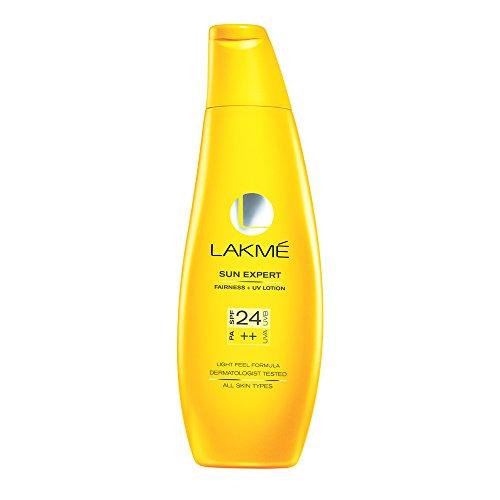 LAKMÉ
SUN EXPERT
FAIRNESS + UV LOTION
SPF 24 UVB
PA ++ UVA
LIGHT FEEL FORMULA
DERMATOLOGIST TESTED
ALL SKIN TYPES